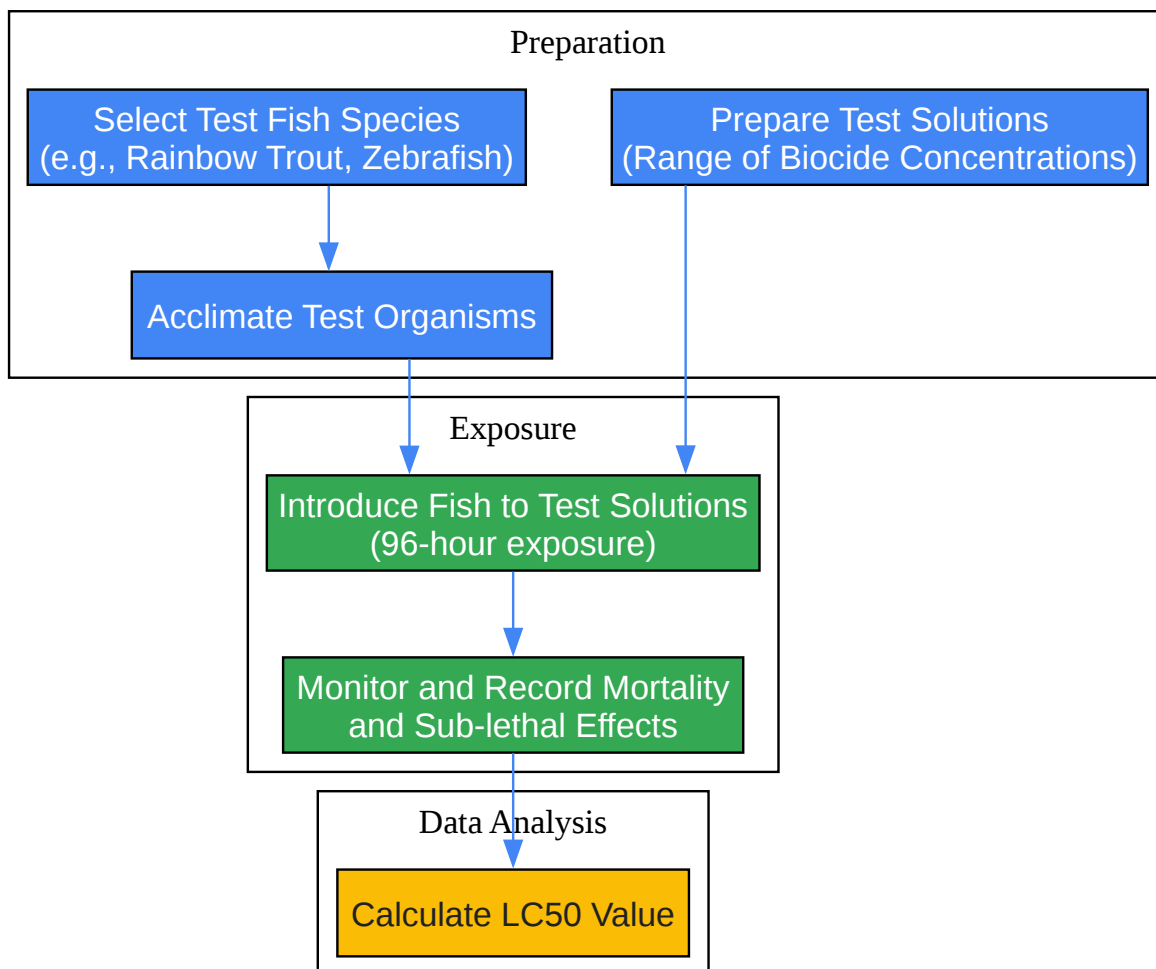 Preparation
Select Test Fish Species
(e.g., Rainbow Trout, Zebrafish)
Prepare Test Solutions
(Range of Biocide Concentrations)
Acclimate Test Organisms
Exposure
Introduce Fish to Test Solutions
(96-hour exposure)
Monitor and Record Mortality
and Sub-lethal Effects
Data Analysis
Calculate LC50 Value